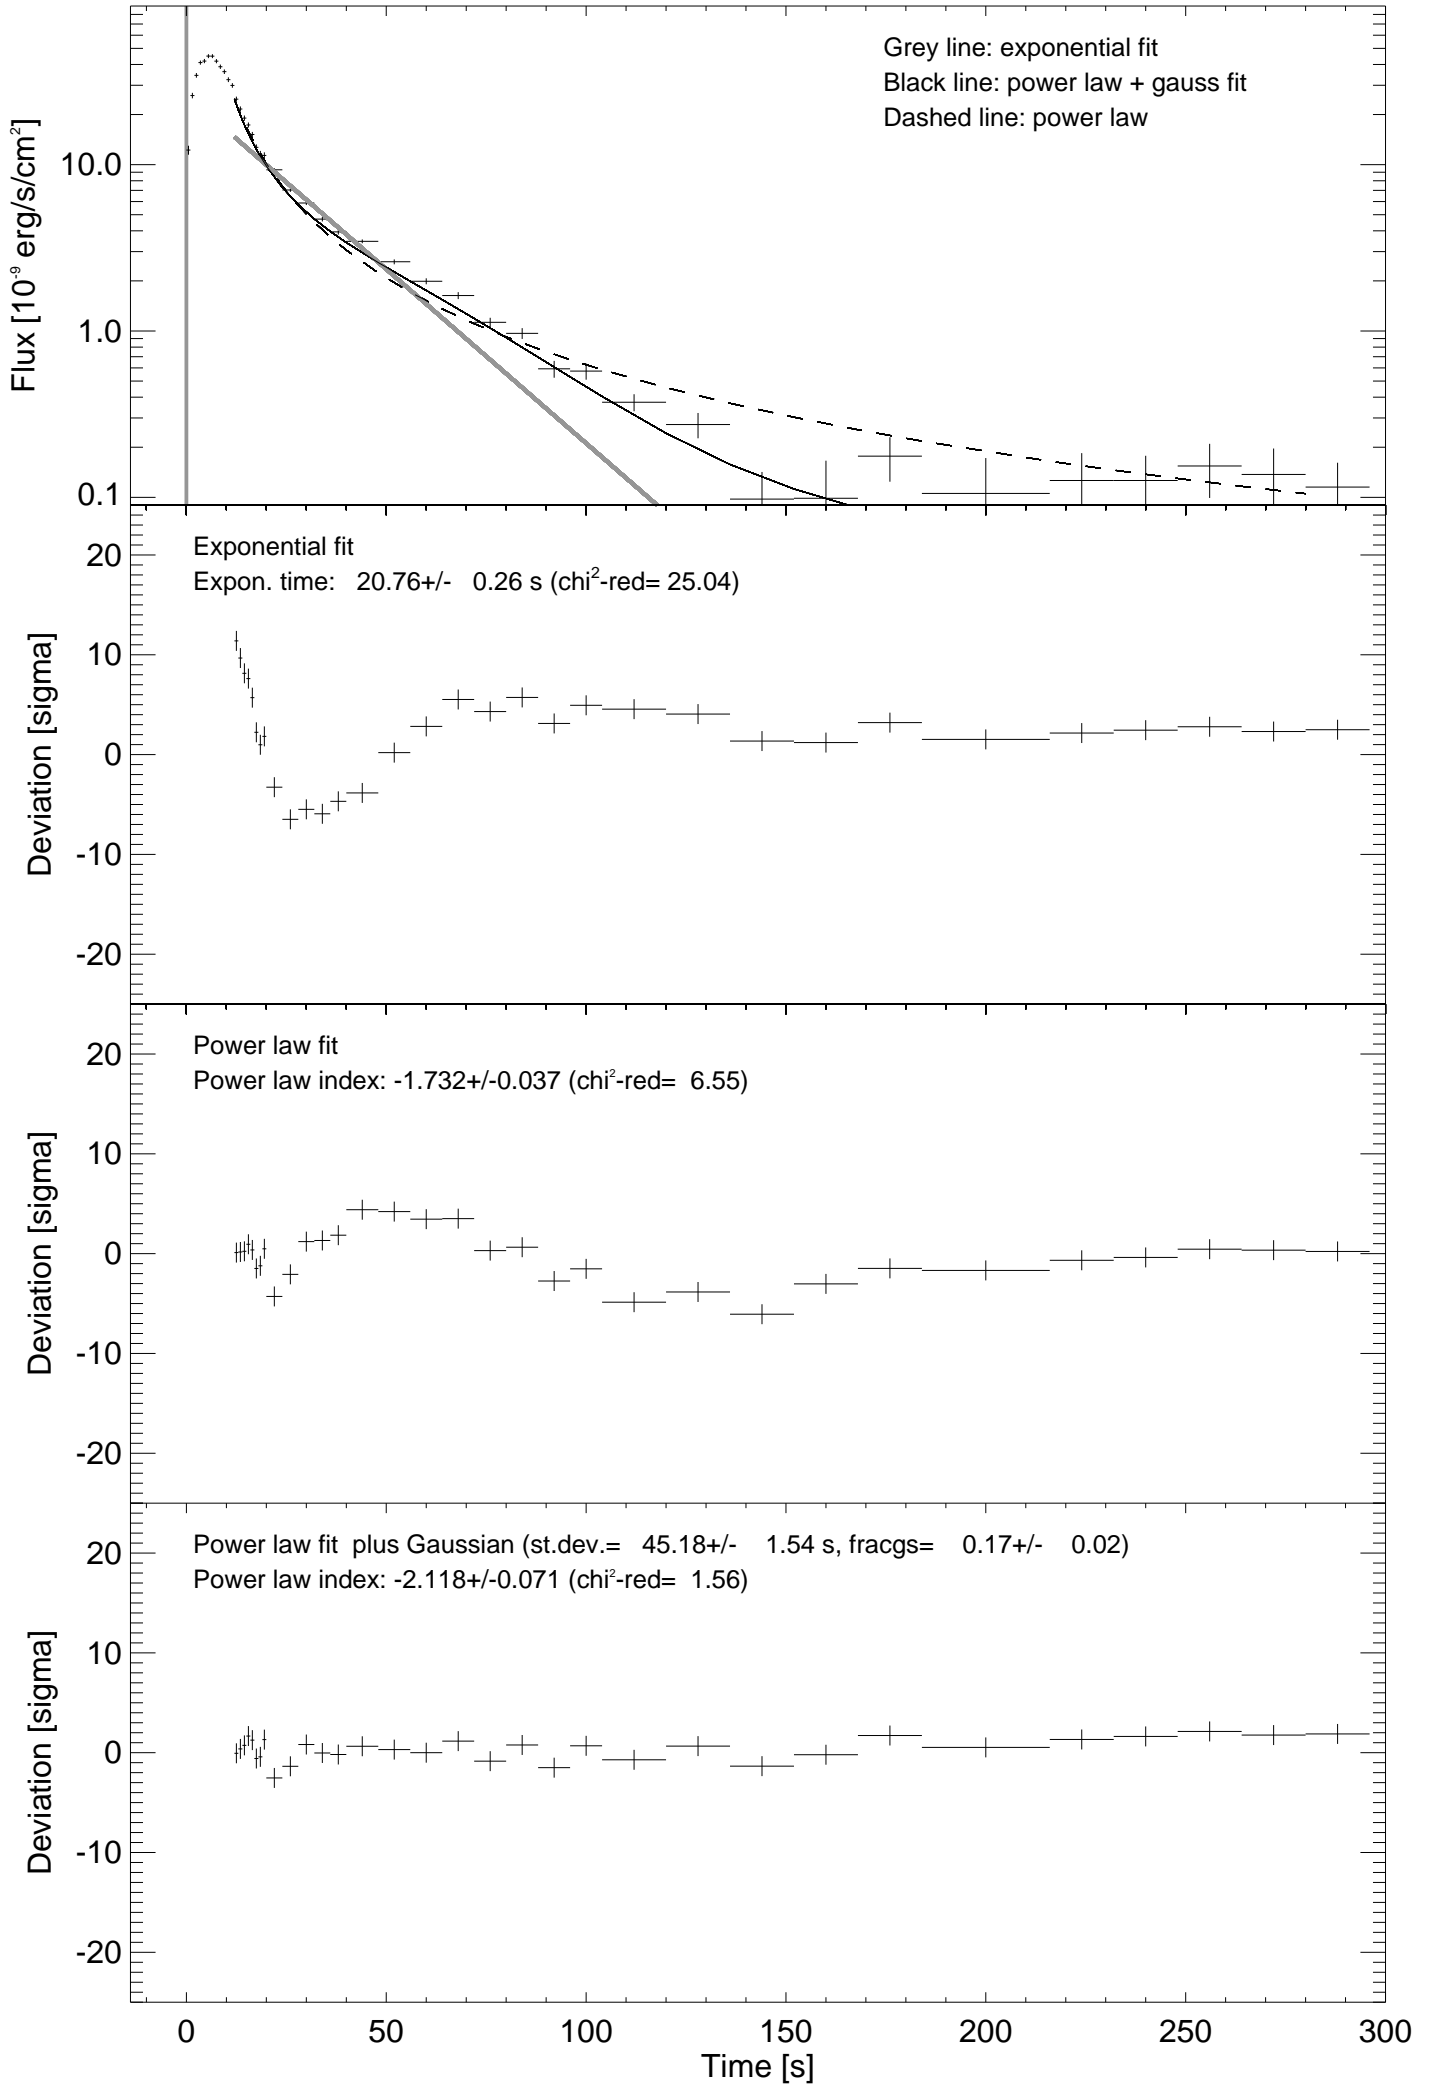 Grey line: exponential fit
Black line: power law + gauss fit
Dashed line: power law
Flux [10⁻⁹ erg/s/cm²]
10.0
1.0
0.1
Exponential fit
Expon. time: 20.76+/- 0.26 s (chi²-red= 25.04)
Deviation [sigma]
20
10
0
-10
-20
Power law fit
Power law index: -1.732+/-0.037 (chi²-red= 6.55)
Deviation [sigma]
20
10
0
-10
-20
Power law fit plus Gaussian (st.dev.= 45.18+/- 1.54 s, fracgs= 0.17+/- 0.02)
Power law index: -2.118+/-0.071 (chi²-red= 1.56)
Deviation [sigma]
20
10
0
-10
-20
0 50 100 150 200 250 300
Time [s]